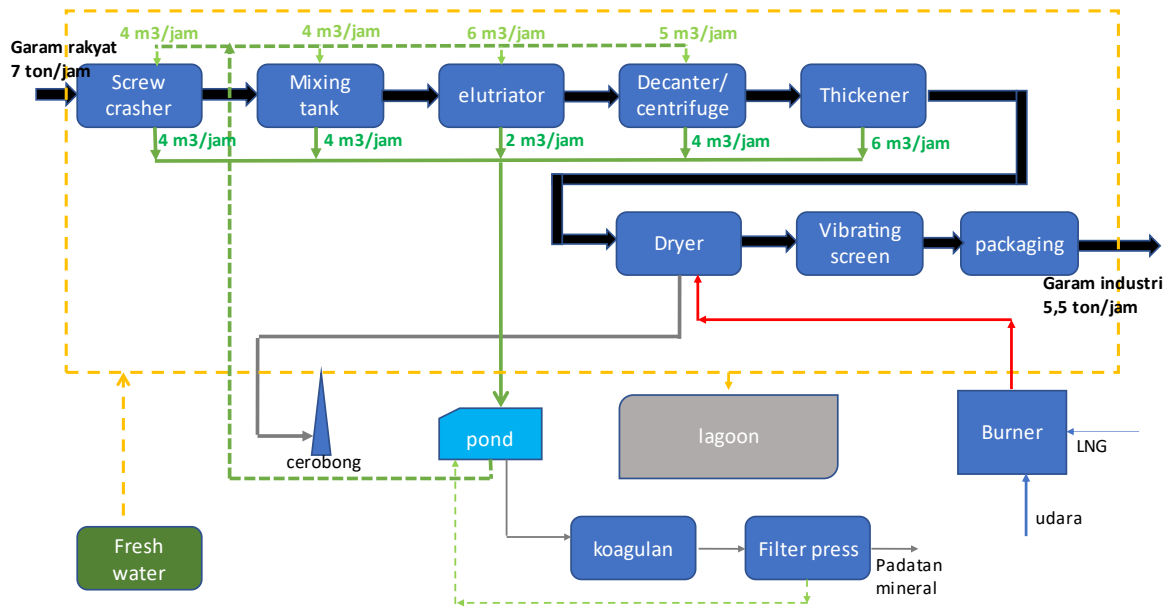 4 m3/jam
4 m3/jam
6 m3/jam
5 m3/jam
Garam rakyat
7 ton/jam
Screw
crasher
Mixing
tank
elutriator
Decanter/
centrifuge
Thickener
4 m3/jam
4 m3/jam
2 m3/jam
4 m3/jam
6 m3/jam
Dryer
Vibrating
screen
packaging
Garam industri
5,5 ton/jam
pond
lagoon
Burner
LNG
cerobong
udara
Fresh
water
koagulan
Filter press
Padatan
mineral